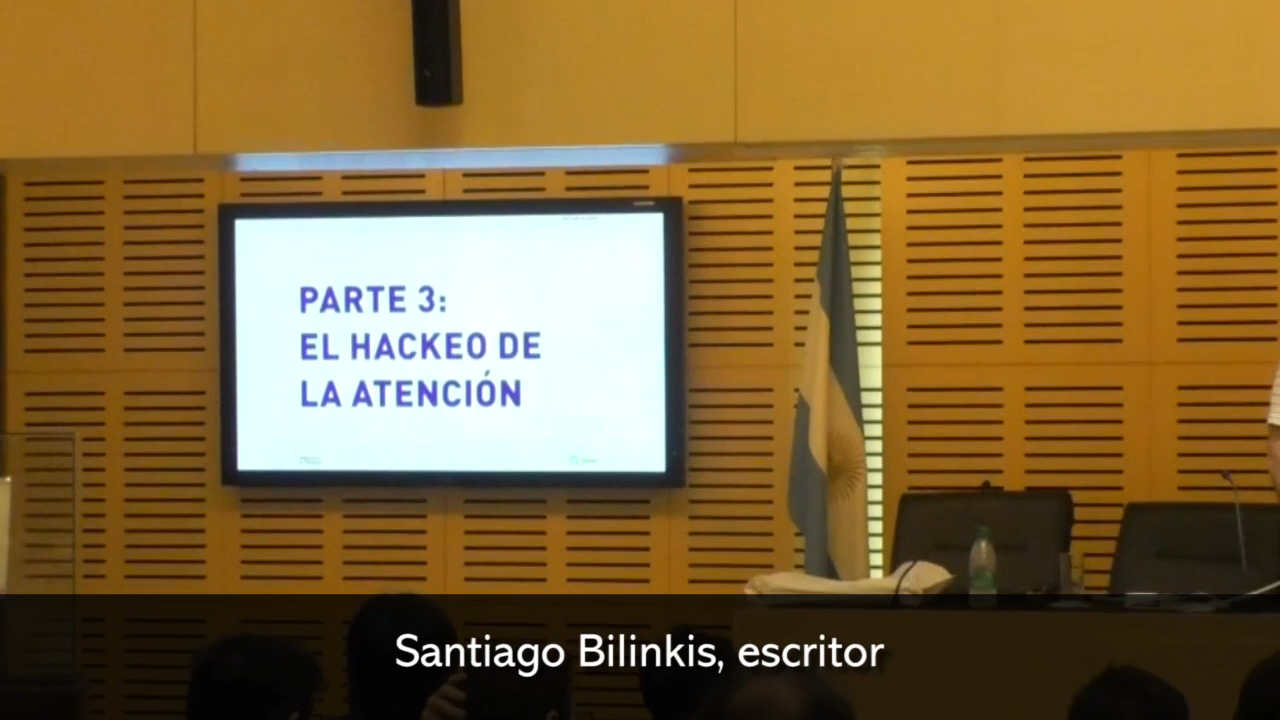 PARTE 3:
EL HACKEO DE
LA ATENCIÓN
Santiago Bilinkis, escritor